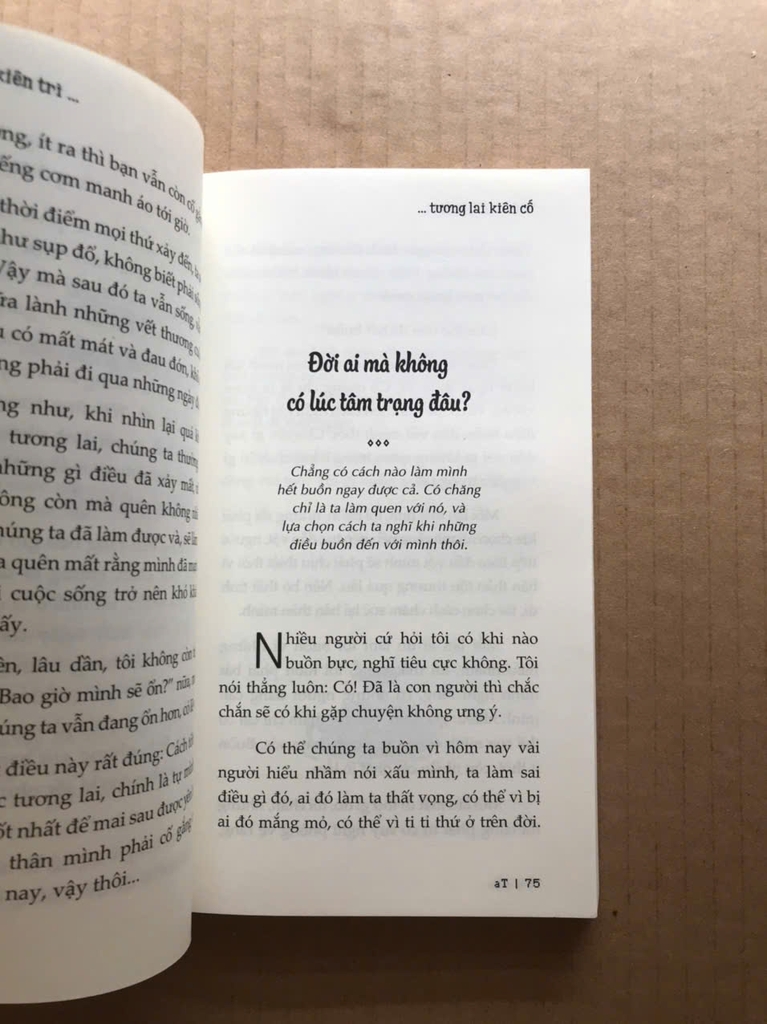 kiên trì ...
ít ra thì bạn vẫn còn cố
cơm manh áo tới giờ.
thời điểm mọi thứ xảy đến,
như sụp đổ, không biết phải
Vậy mà sau đó ta vẫn sống
lành những vết thương
có mất mát và đau đớn,
phải đi qua những ngày
như, khi nhìn lại quá
tương lai, chúng ta thường
những gì điều đã xảy mất
còn mà quên không
chúng ta đã làm được và, sẽ
quên mất rằng mình đã
cuộc sống trở nên khó
ấy.
lâu dần, tôi không còn
Bao giờ mình sẽ ổn?" nữa,
chúng ta vẫn đang ổn hơn, có
điều này rất đúng: Cách
tương lai, chính là tự
tốt nhất để mai sau được
thân mình phải cố gắng
nay, vậy thôi...
... tương lai kiên cố
Đời ai mà không
có lúc tâm trạng đâu?
Chẳng có cách nào làm mình
hết buồn ngay được cả. Có chăng
chỉ là ta làm quen với nó, và
lựa chọn cách ta nghĩ khi những
điều buồn đến với mình thôi.
Nhiều người cứ hỏi tôi có khi nào
buồn bực, nghĩ tiêu cực không. Tôi
nói thẳng luôn: Có! Đã là con người thì chắc
chắn sẽ có khi gặp chuyện không ưng ý.
Có thể chúng ta buồn vì hôm nay vài
người hiểu nhầm nói xấu mình, ta làm sai
điều gì đó, ai đó làm ta thất vọng, có thể vì bị
ai đó mắng mỏ, có thể vì ti tỉ thứ ở trên đời.
aT | 75